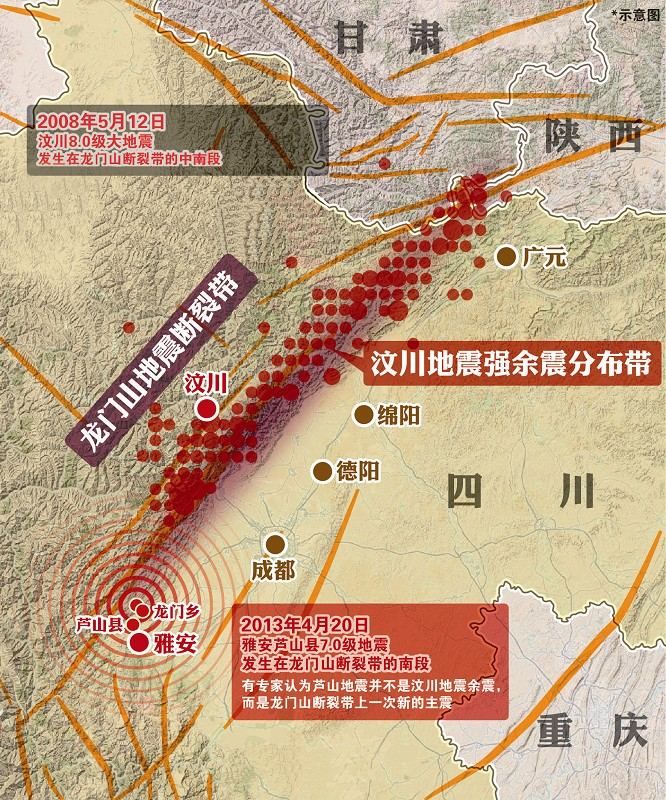 *示意图
甘 肃
2008年5月12日
汶川8.0级大地震
发生在龙门山断裂带的中南段
陕 西
广元
龙门山地震断裂带
汶川地震强余震分布带
汶川
绵阳
德阳
四 川
成都
龙门乡
芦山县
雅安
2013年4月20日
雅安芦山县7.0级地震
发生在龙门山断裂带的南段
有专家认为芦山地震并不是汶川地震余震，
而是龙门山断裂带上一次新的主震
重 庆